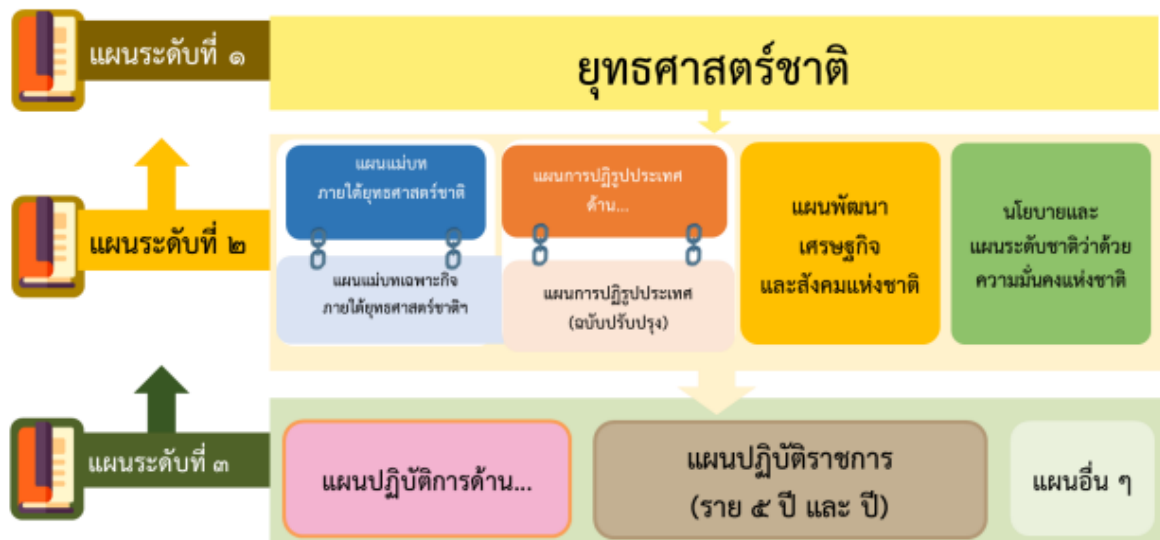 แผนระดับที่ ๑
ยุทธศาสตร์ชาติ
แผนระดับที่ ๒
แผนแม่บท
ภายใต้ยุทธศาสตร์ชาติ
แผนแม่บทเฉพาะกิจ
ภายใต้ยุทธศาสตร์ชาติฯ
แผนการปฏิรูปประเทศ
ด้าน...
แผนการปฏิรูปประเทศ
(ฉบับปรับปรุง)
แผนพัฒนา
เศรษฐกิจ
และสังคมแห่งชาติ
นโยบายและ
แผนระดับชาติว่าด้วย
ความมั่นคงแห่งชาติ
แผนระดับที่ ๓
แผนปฏิบัติการด้าน...
แผนปฏิบัติราชการ
(ราย ๕ ปี และ ปี)
แผนอื่น ๆ